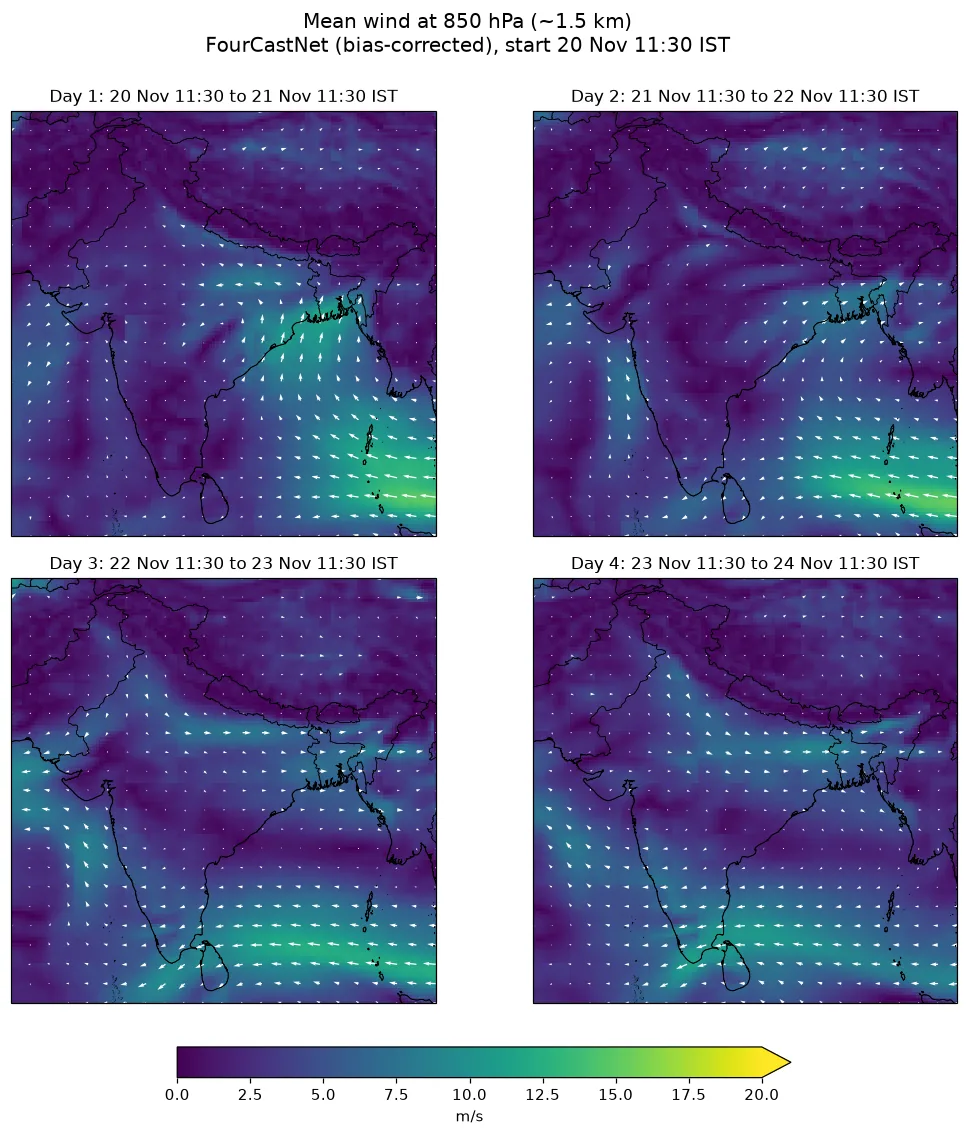 Mean wind at 850 hPa (~1.5 km)
FourCastNet (bias-corrected), start 20 Nov 11:30 IST
Day 1: 20 Nov 11:30 to 21 Nov 11:30 IST
Day 2: 21 Nov 11:30 to 22 Nov 11:30 IST
Day 3: 22 Nov 11:30 to 23 Nov 11:30 IST
Day 4: 23 Nov 11:30 to 24 Nov 11:30 IST
0.0 2.5 5.0 7.5 10.0 12.5 15.0 17.5 20.0
m/s